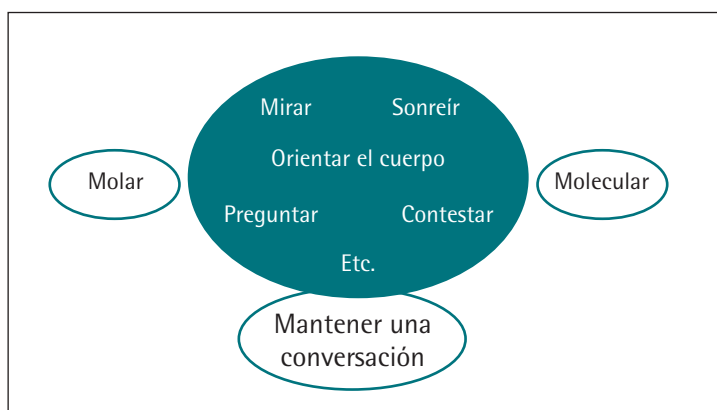 Mirar Sonreír
Orientar el cuerpo
Molar
Molecular
Preguntar Contestar
Etc.
Mantener una
conversación